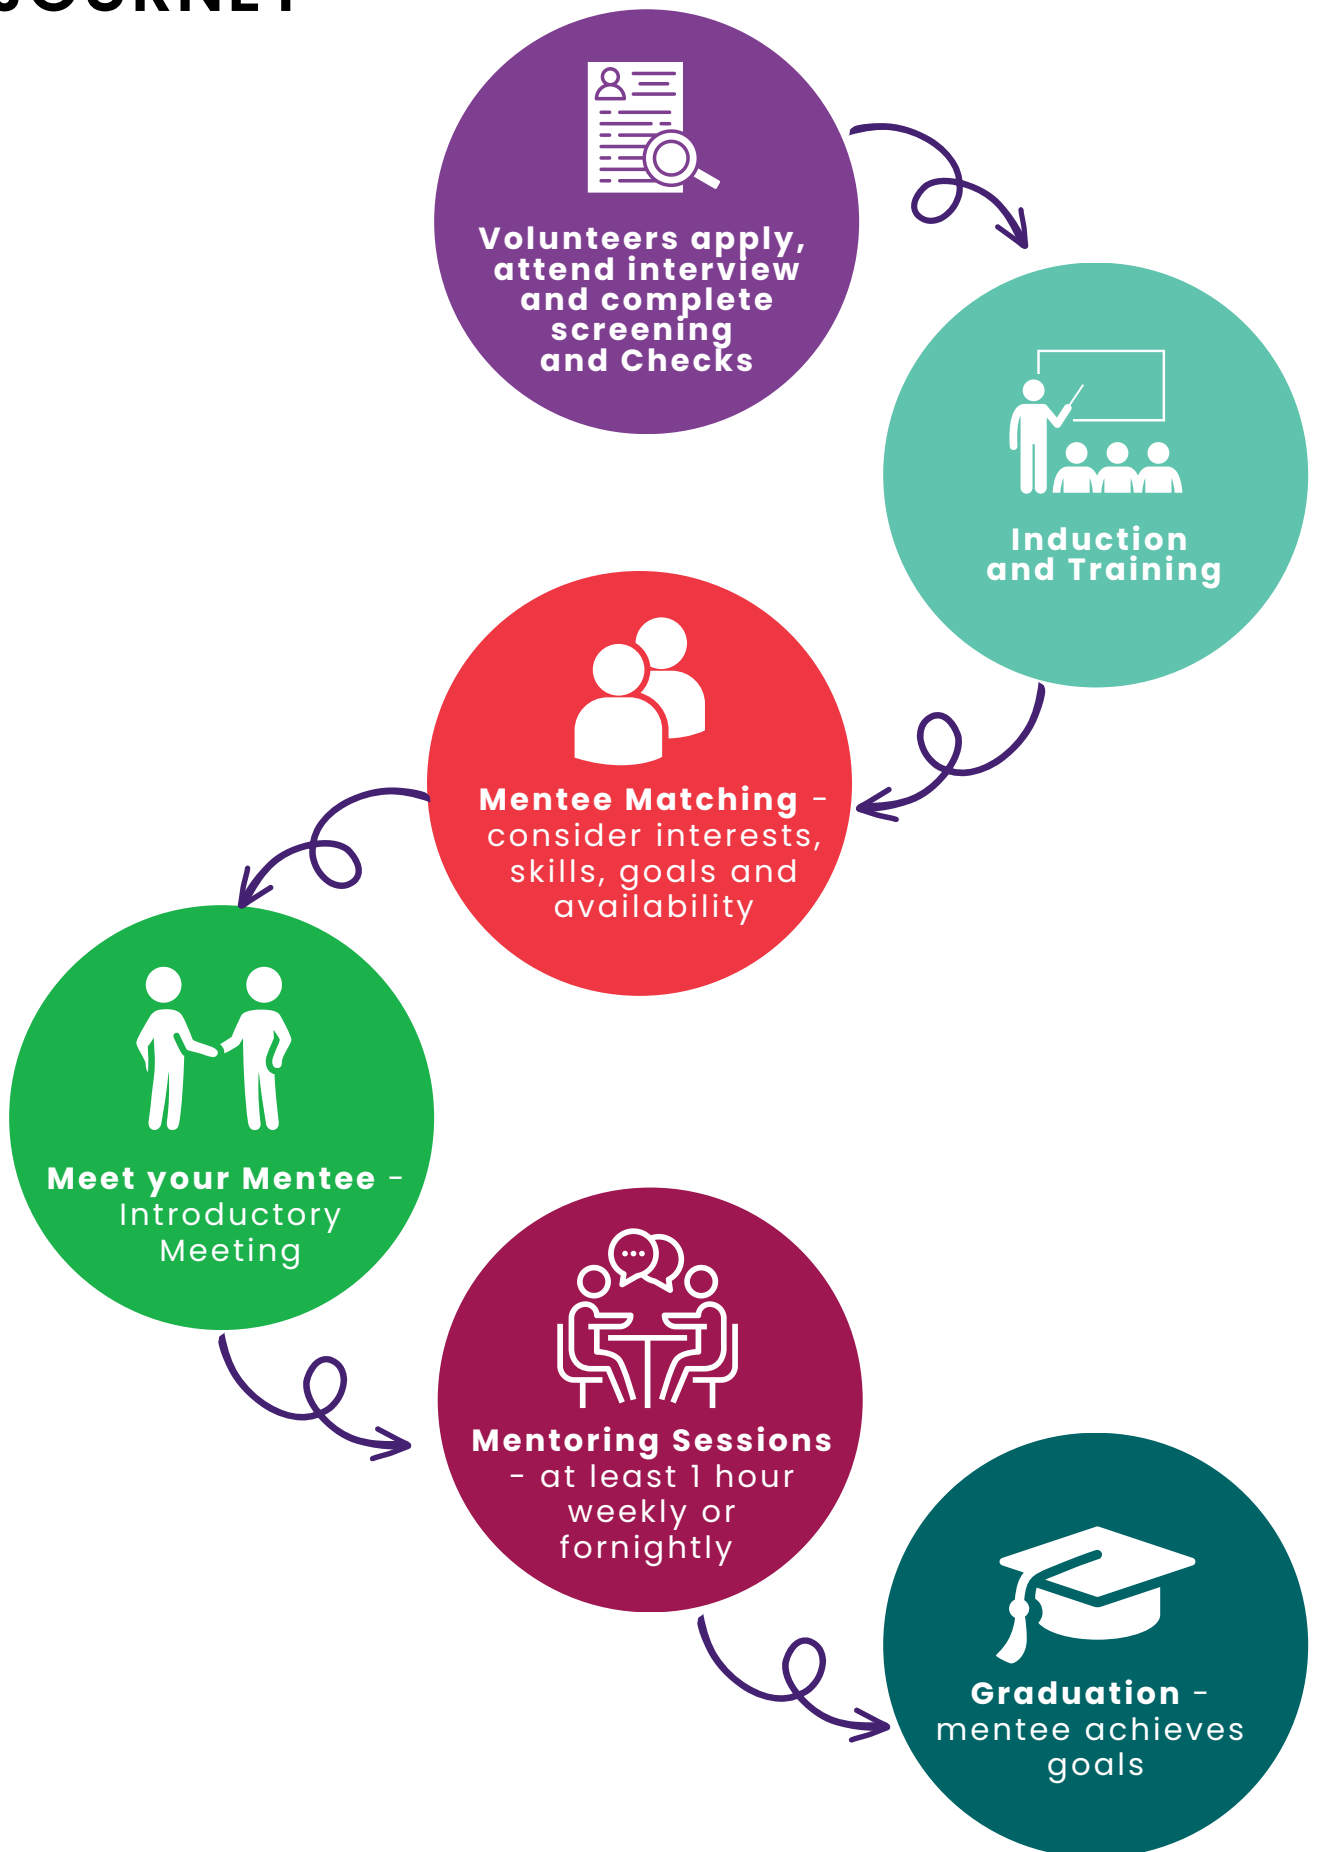 JOURNEY
Volunteers apply,
attend interview
and complete
screening
and Checks
Induction
and Training
Mentee Matching -
consider interests,
skills, goals and
availability
Meet your Mentee -
Introductory
Meeting
Mentoring Sessions
- at least 1 hour
weekly or
fornightly
Graduation -
mentee achieves
goals